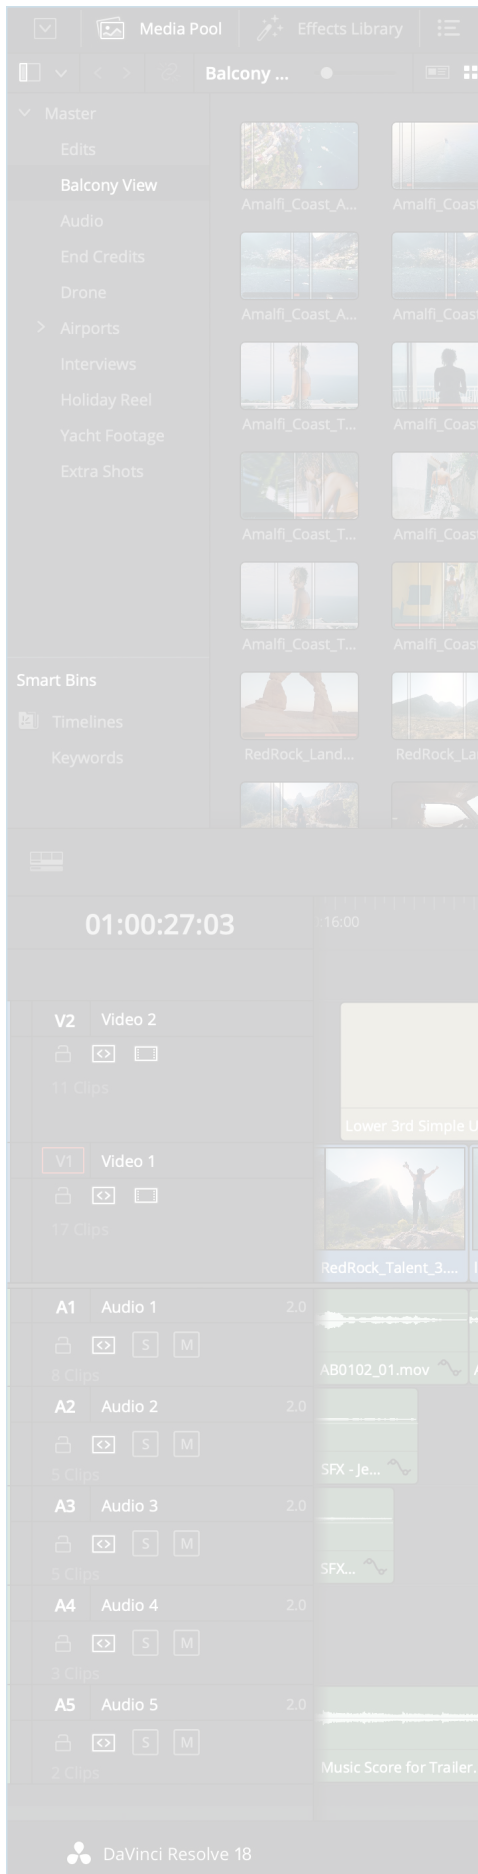 Media Pool Effects Library
Balcony ...
Master
Edits
Balcony View
Audio
End Credits
Drone
Airports
Interviews
Holiday Reel
Yacht Footage
Extra Shots
Amalfi_Coast_A... Amalfi_Coast
Amalfi_Coast_A... Amalfi_Coast
Amalfi_Coast_T... Amalfi_Coast
Amalfi_Coast_T... Amalfi_Coast
Amalfi_Coast_T... Amalfi_Coast
RedRock_Land... RedRock_La
Smart Bins
Timelines
Keywords
01:00:27:03
:16:00
V2 Video 2
11 Clips
Lower 3rd Simple U
V1 Video 1
17 Clips
RedRock_Talent_3....
A1 Audio 1 2.0
S M
8 Clips
AB0102_01.mov
A2 Audio 2 2.0
S M
5 Clips
SFX - Je...
A3 Audio 3 2.0
S M
5 Clips
SFX...
A4 Audio 4 2.0
S M
3 Clips
A5 Audio 5 2.0
S M
2 Clips
Music Score for Trailer.
DaVinci Resolve 18